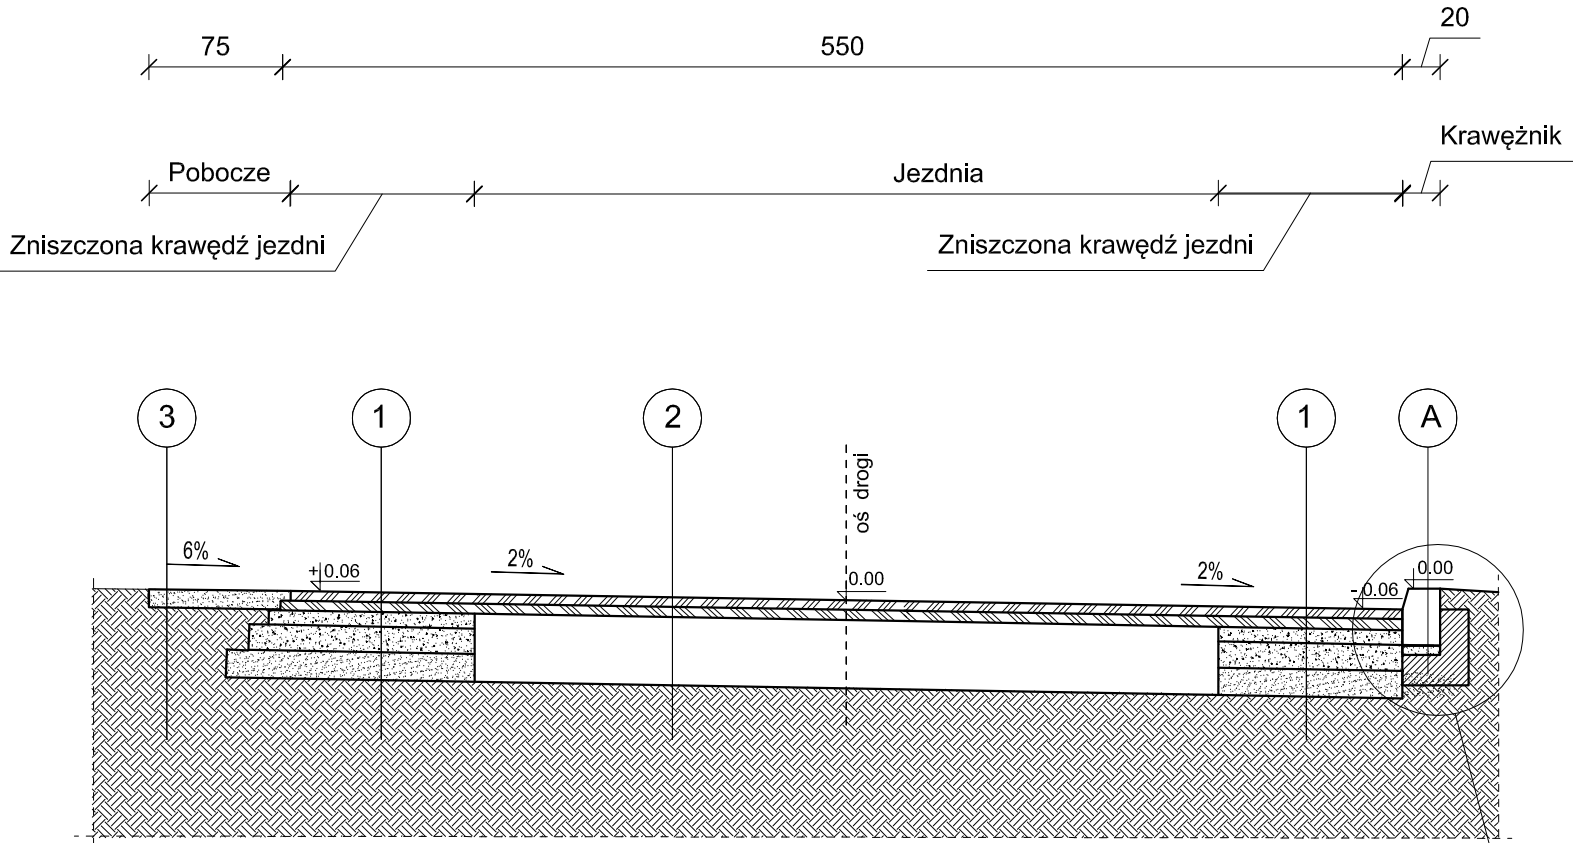 20
75
550
Krawężnik
Pobocze
Jezdnia
Zniszczona krawędź jezdni
Zniszczona krawędź jezdni
3
1
2
1
A
oś drogi
6%
2%
2%
+0.06
0.00
-0.06
0.00